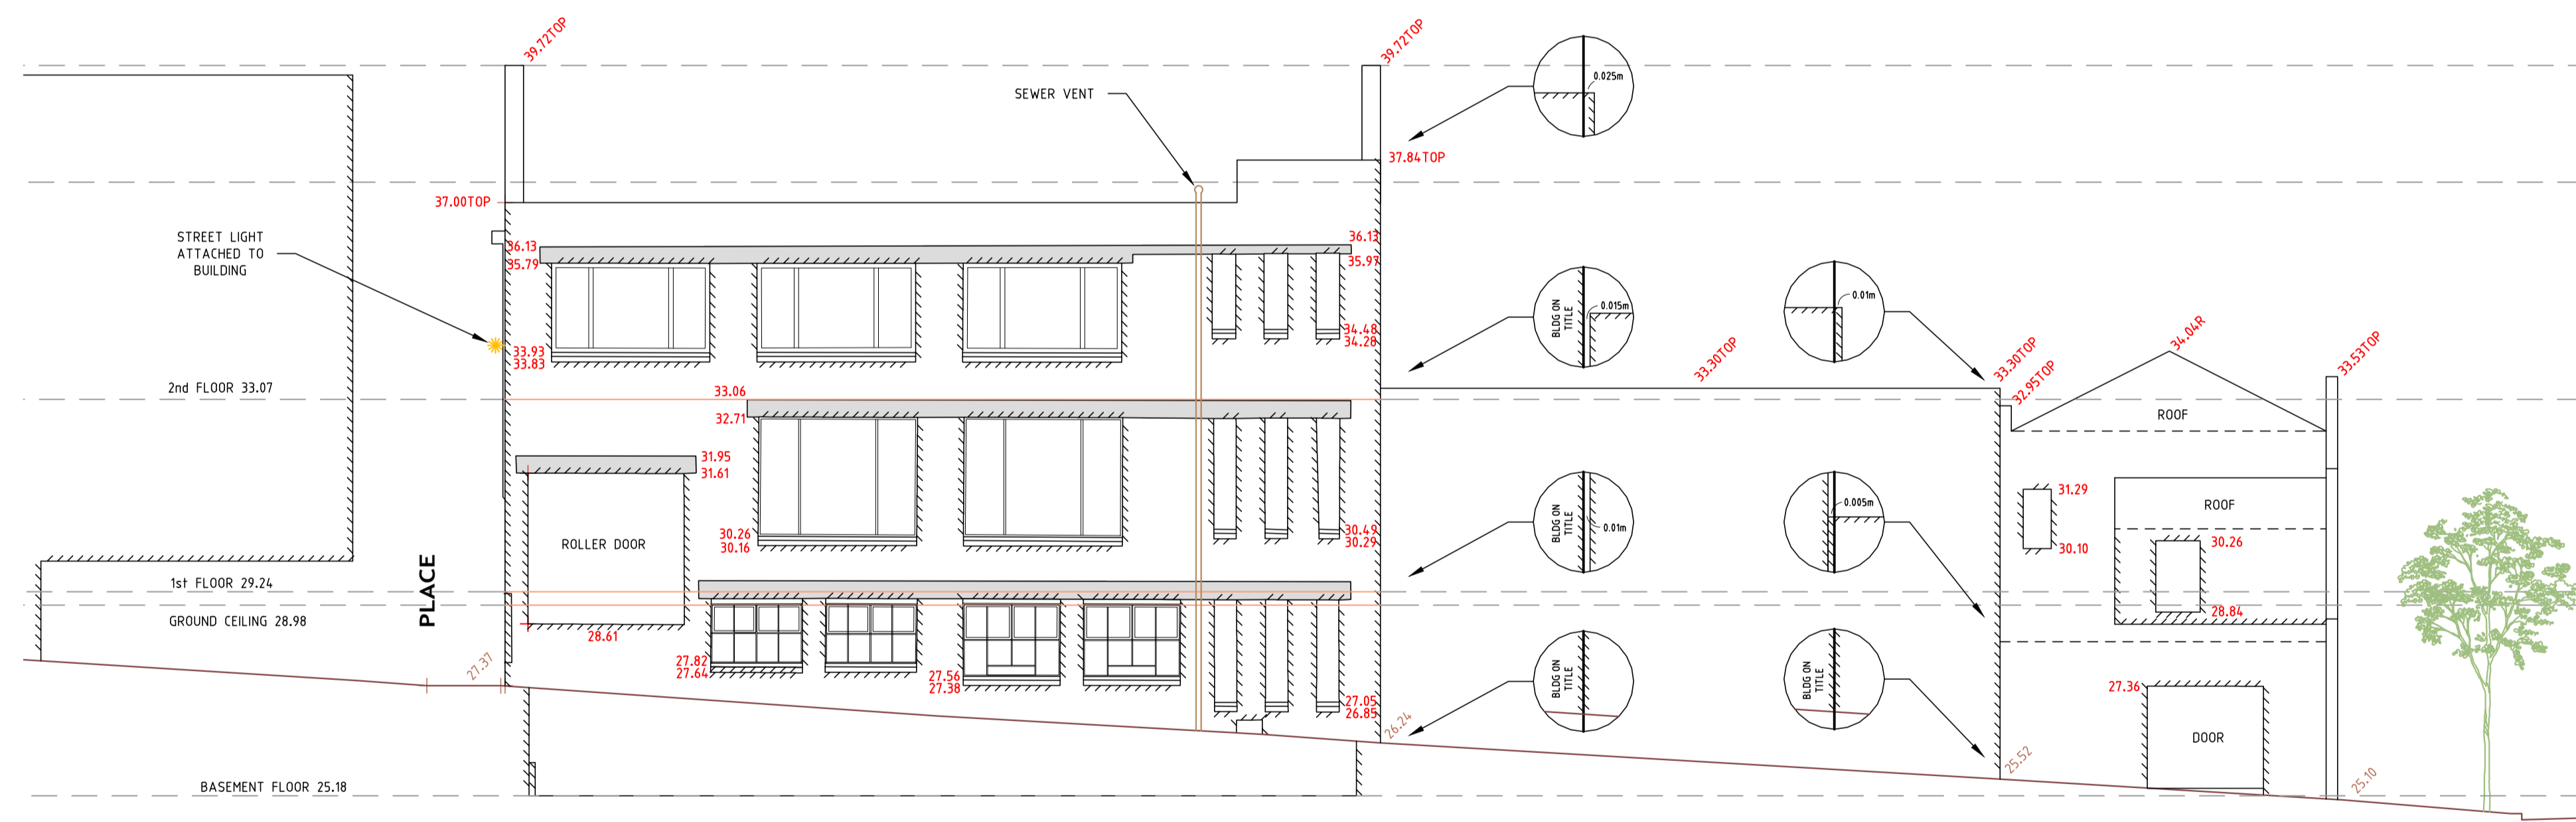 39.72TOP
39.72TOP
SEWER VENT
0.025m
37.84TOP
37.00TOP
STREET LIGHT
ATTACHED TO
BUILDING
36.13
35.79
36.13
35.97
33.93
33.83
34.48
34.28
BLDG ON
TITLE
0.015m
0.01m
33.30TOP
33.30TOP
32.95TOP
34.04R
33.53TOP
2nd FLOOR 33.07
33.06
32.71
ROOF
31.95
31.61
ROLLER DOOR
30.26
30.16
30.49
30.29
BLDG ON
TITLE
0.01m
0.005m
31.29
30.10
ROOF
30.26
28.84
PLACE
1st FLOOR 29.24
GROUND CEILING 28.98
28.61
27.82
27.64
27.56
27.38
27.05
26.85
27.37
26.24
BLDG ON
TITLE
BLDG ON
TITLE
27.36
DOOR
25.52
25.10
BASEMENT FLOOR 25.18